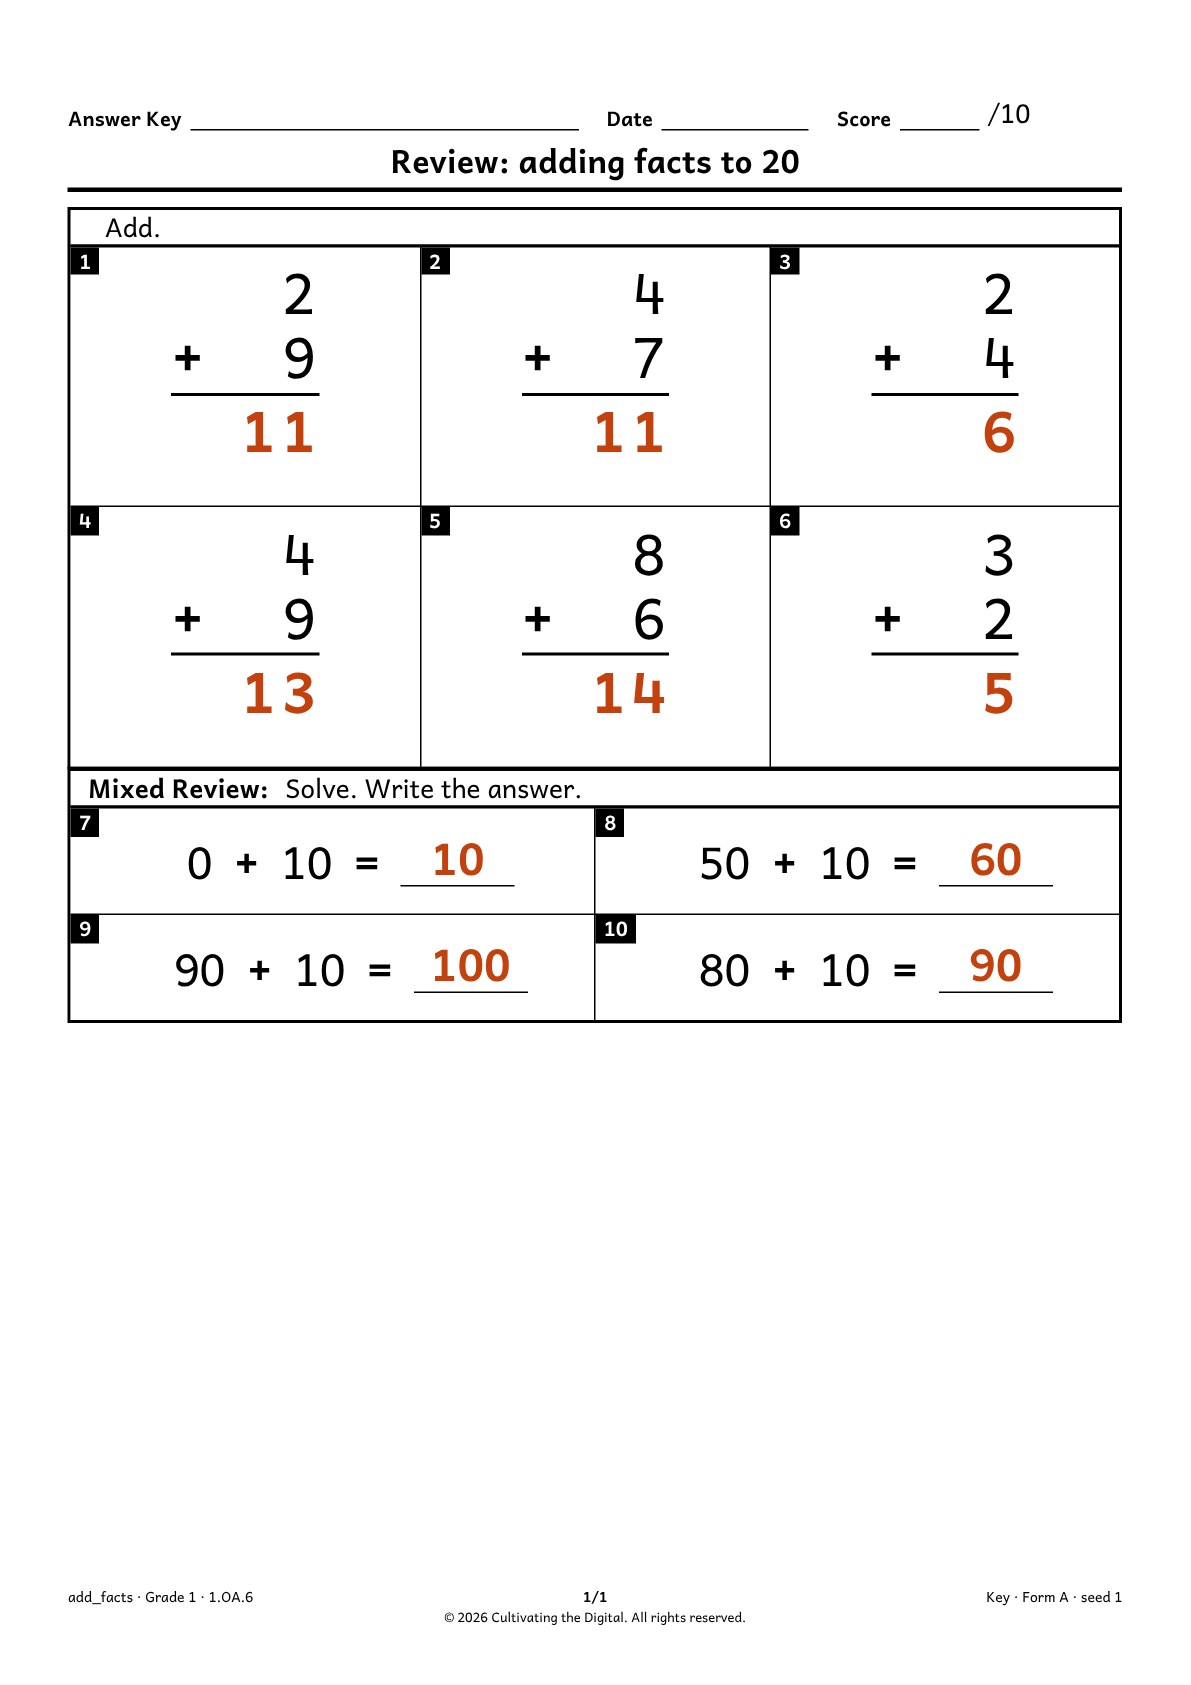 Answer Key ____ Date ____ Score ____ /10
Review: adding facts to 20
Add.
1 2 3
2 4 2
+ 9 + 7 + 4
11 11 6
4 5 6
4 8 3
+ 9 + 6 + 2
13 14 5
Mixed Review: Solve. Write the answer.
7 0 + 10 = 10 8 50 + 10 = 60
9 90 + 10 = 100 10 80 + 10 = 90
add_facts · Grade 1 · 1.OA.6 1/1 Key · Form A · seed 1
© 2026 Cultivating the Digital. All rights reserved.